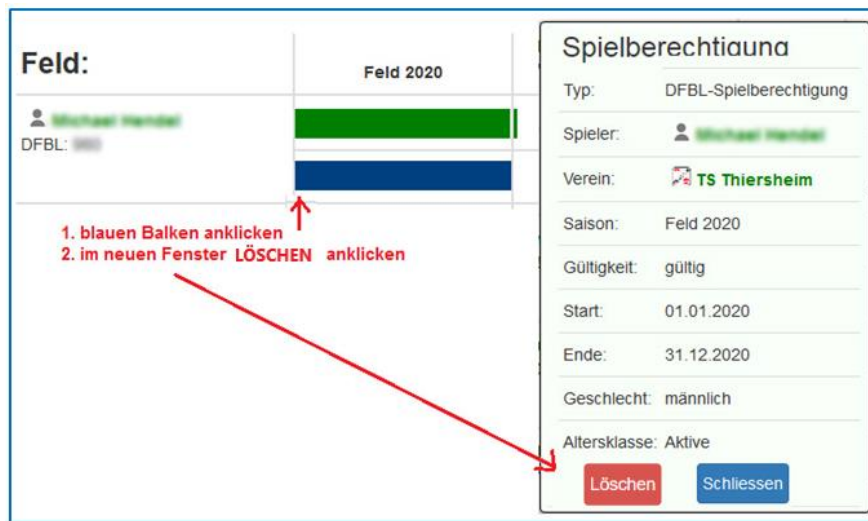 Feld:
Feld 2020
DFBL:
1. blauen Balken anklicken
2. im neuen Fenster LÖSCHEN anklicken
Spielberechtigung
Typ: DFBL-Spielberechtigung
Spieler:
Verein: TS Thiersheim
Saison: Feld 2020
Gültigkeit: gültig
Start: 01.01.2020
Ende: 31.12.2020
Geschlecht: männlich
Altersklasse: Aktive
Löschen Schliessen